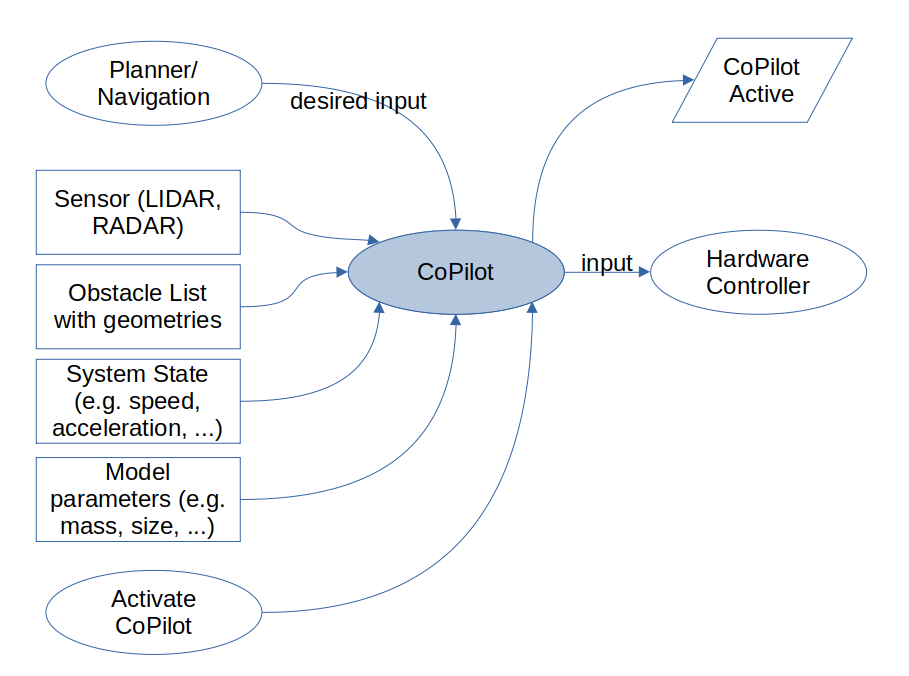 Planner/
Navigation
desired input
CoPilot
Active
Sensor (LIDAR,
RADAR)
Obstacle List
with geometries
CoPilot
input
Hardware
Controller
System State
(e.g. speed,
acceleration, ...)
Model
parameters (e.g.
mass, size, ...)
Activate
CoPilot